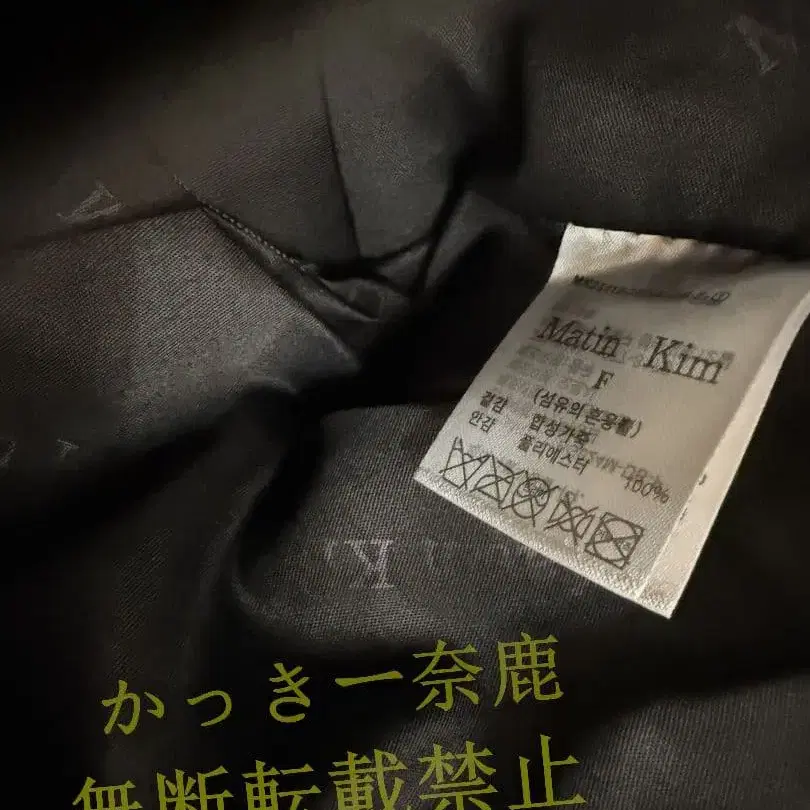 Matin Kim
F
(섬유의 혼용률)
겉감 합성가죽
안감 폴리에스터 100%
かっきー奈鹿
無断転載禁止